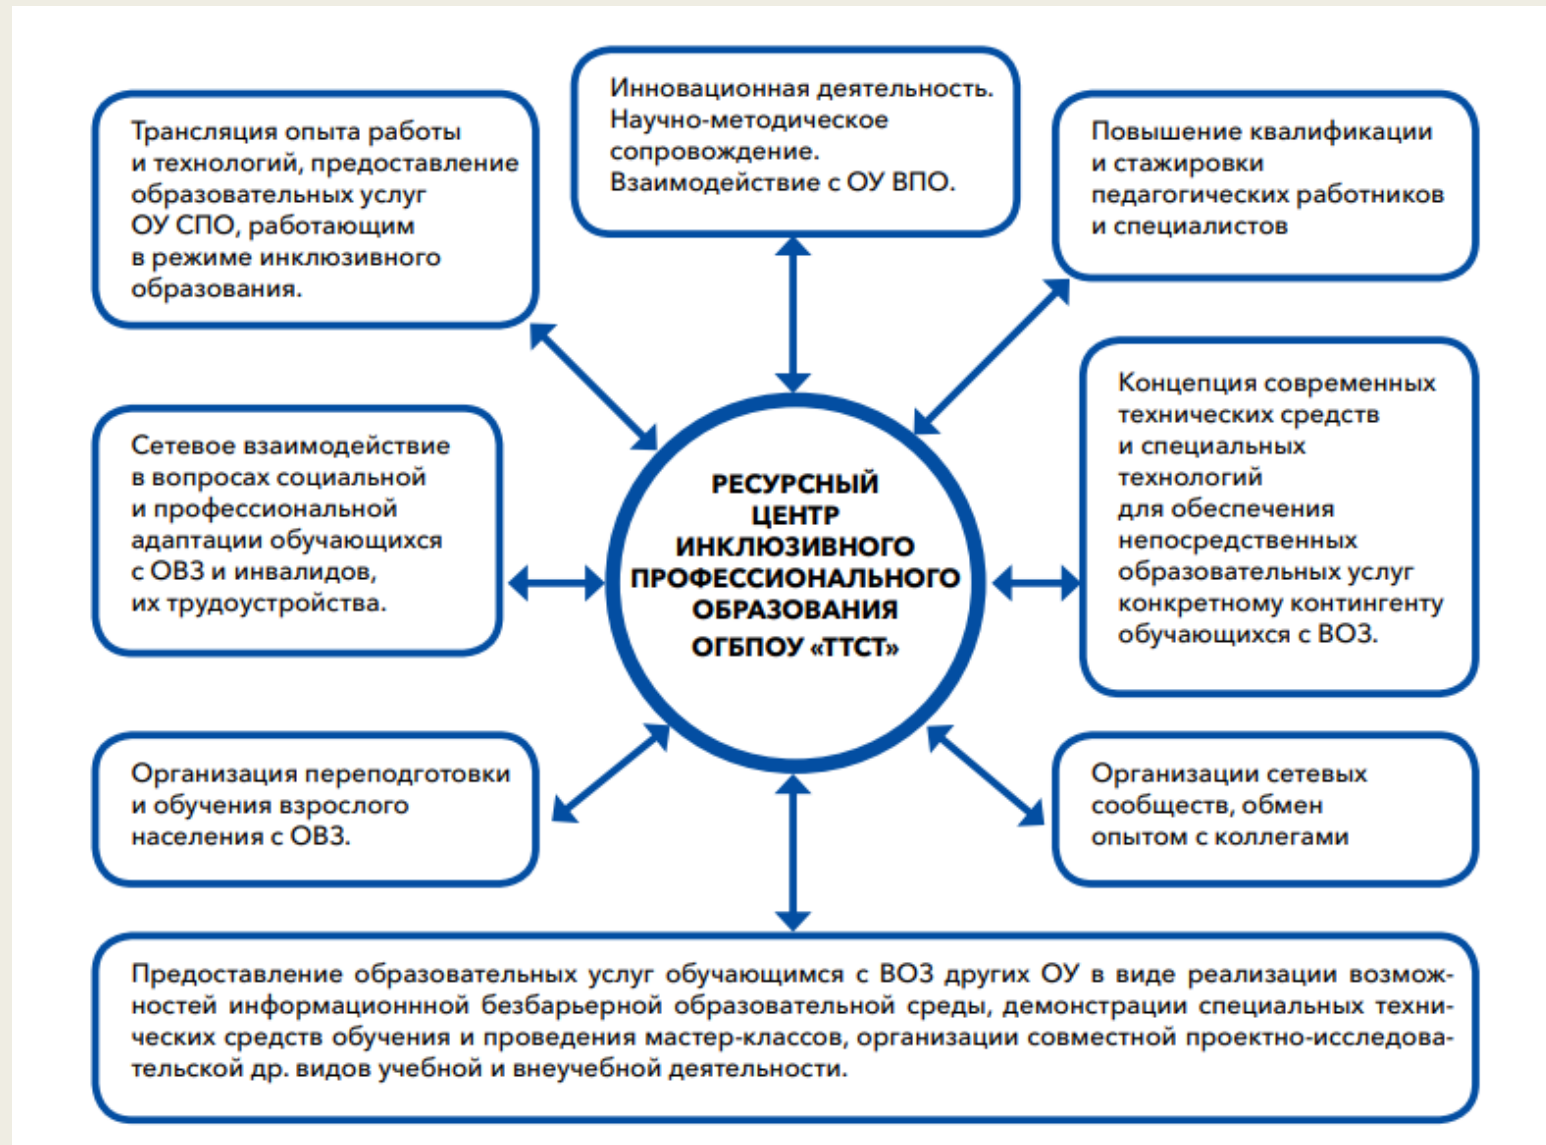 Трансляция опыта работы
и технологий, предоставление
образовательных услуг
ОУ СПО, работающим
в режиме инклюзивного
образования.
Инновационная деятельность.
Научно-методическое
сопровождение.
Взаимодействие с ОУ ВПО.
Повышение квалификации
и стажировки
педагогических работников
и специалистов
Сетевое взаимодействие
в вопросах социальной
и профессиональной
адаптации обучающихся
с ОВЗ и инвалидов,
их трудоустройства.
РЕСУРСНЫЙ
ЦЕНТР
ИНКЛЮЗИВНОГО
ПРОФЕССИОНАЛЬНОГО
ОБРАЗОВАНИЯ
ОГБПОУ «ТТСТ»
Концепция современных
технических средств
и специальных
технологий
для обеспечения
непосредственных
образовательных услуг
конкретному контингенту
обучающихся с ВОЗ.
Организация переподготовки
и обучения взрослого
населения с ОВЗ.
Организации сетевых
сообществ, обмен
опытом с коллегами
Предоставление образовательных услуг обучающимся с ВОЗ других ОУ в виде реализации возмож-
ностей информационнной безбарьерной образовательной среды, демонстрации специальных техни-
ческих средств обучения и проведения мастер-классов, организации совместной проектно-исследова-
тельской др. видов учебной и внеучебной деятельности.